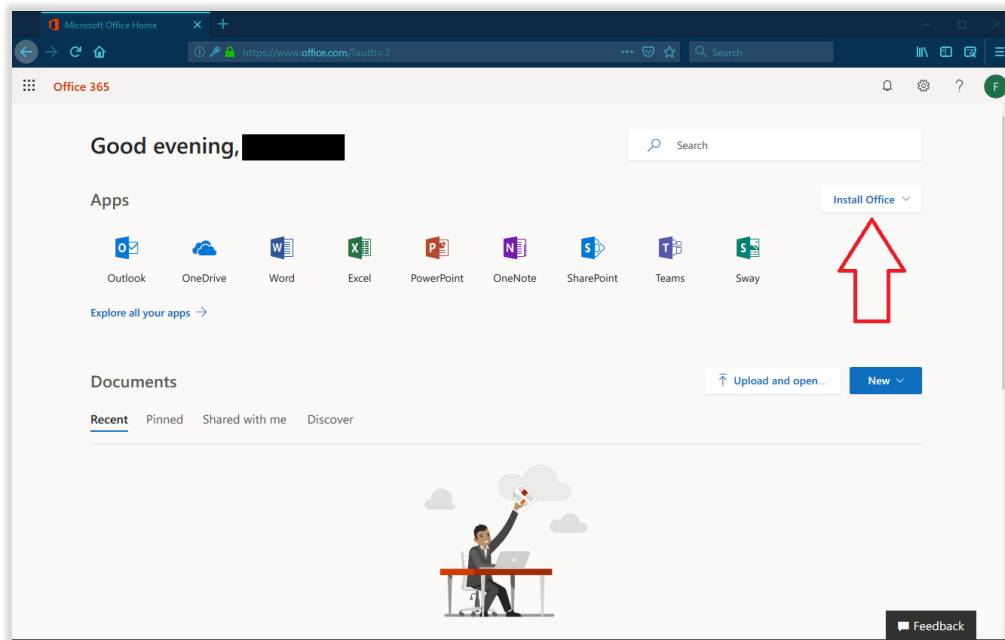 Microsoft Office Home
https://www.office.com/?auth=2
Search
Office 365
?
F
Good evening,
Search
Apps
Install Office
Outlook OneDrive Word Excel PowerPoint OneNote SharePoint Teams Sway
Explore all your apps
Documents
Upload and open...
New
Recent Pinned Shared with me Discover
Feedback